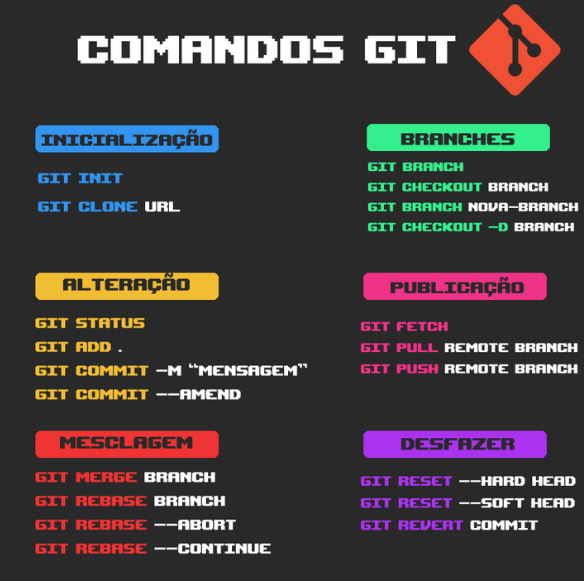 COMANDOS GIT
INICIALIZAÇÃO
GIT INIT
GIT CLONE URL
BRANCHES
GIT BRANCH
GIT CHECKOUT BRANCH
GIT BRANCH NOVA-BRANCH
GIT CHECKOUT -D BRANCH
ALTERAÇÃO
GIT STATUS
GIT ADD .
GIT COMMIT -M “MENSAGEM”
GIT COMMIT --AMEND
PUBLICAÇÃO
GIT FETCH
GIT PULL REMOTE BRANCH
GIT PUSH REMOTE BRANCH
MESCLAGEM
GIT MERGE BRANCH
GIT REBASE BRANCH
GIT REBASE --ABORT
GIT REBASE --CONTINUE
DESFAZER
GIT RESET --HARD HEAD
GIT RESET --SOFT HEAD
GIT REVERT COMMIT